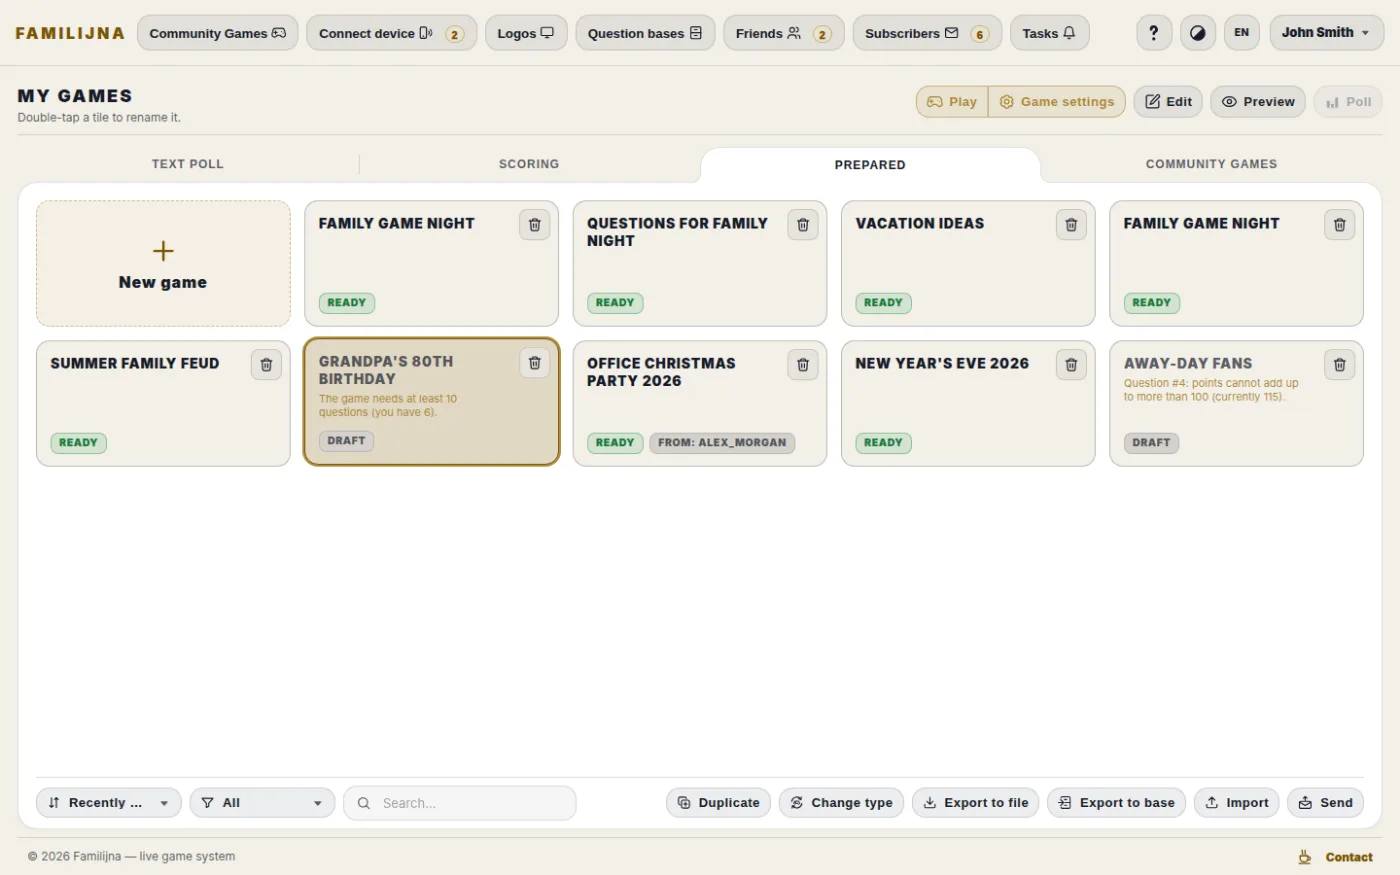 FAMILIJNA
Community Games
Connect device 2
Logos
Question bases
Friends 2
Subscribers 6
Tasks
?
EN
John Smith
MY GAMES
Double-tap a tile to rename it.
Play
Game settings
Edit
Preview
Poll
TEXT POLL
SCORING
PREPARED
COMMUNITY GAMES
New game
FAMILY GAME NIGHT
READY
QUESTIONS FOR FAMILY
NIGHT
READY
VACATION IDEAS
READY
FAMILY GAME NIGHT
READY
SUMMER FAMILY FEUD
READY
GRANDPA'S 80TH
BIRTHDAY
The game needs at least 10
questions (you have 6).
DRAFT
OFFICE CHRISTMAS
PARTY 2026
READY
FROM: ALEX_MORGAN
NEW YEAR'S EVE 2026
READY
AWAY-DAY FANS
Question #4: points cannot add up
to more than 100 (currently 115).
DRAFT
Recently ...
All
Search...
Duplicate
Change type
Export to file
Export to base
Import
Send
© 2026 Familijna — live game system
Contact